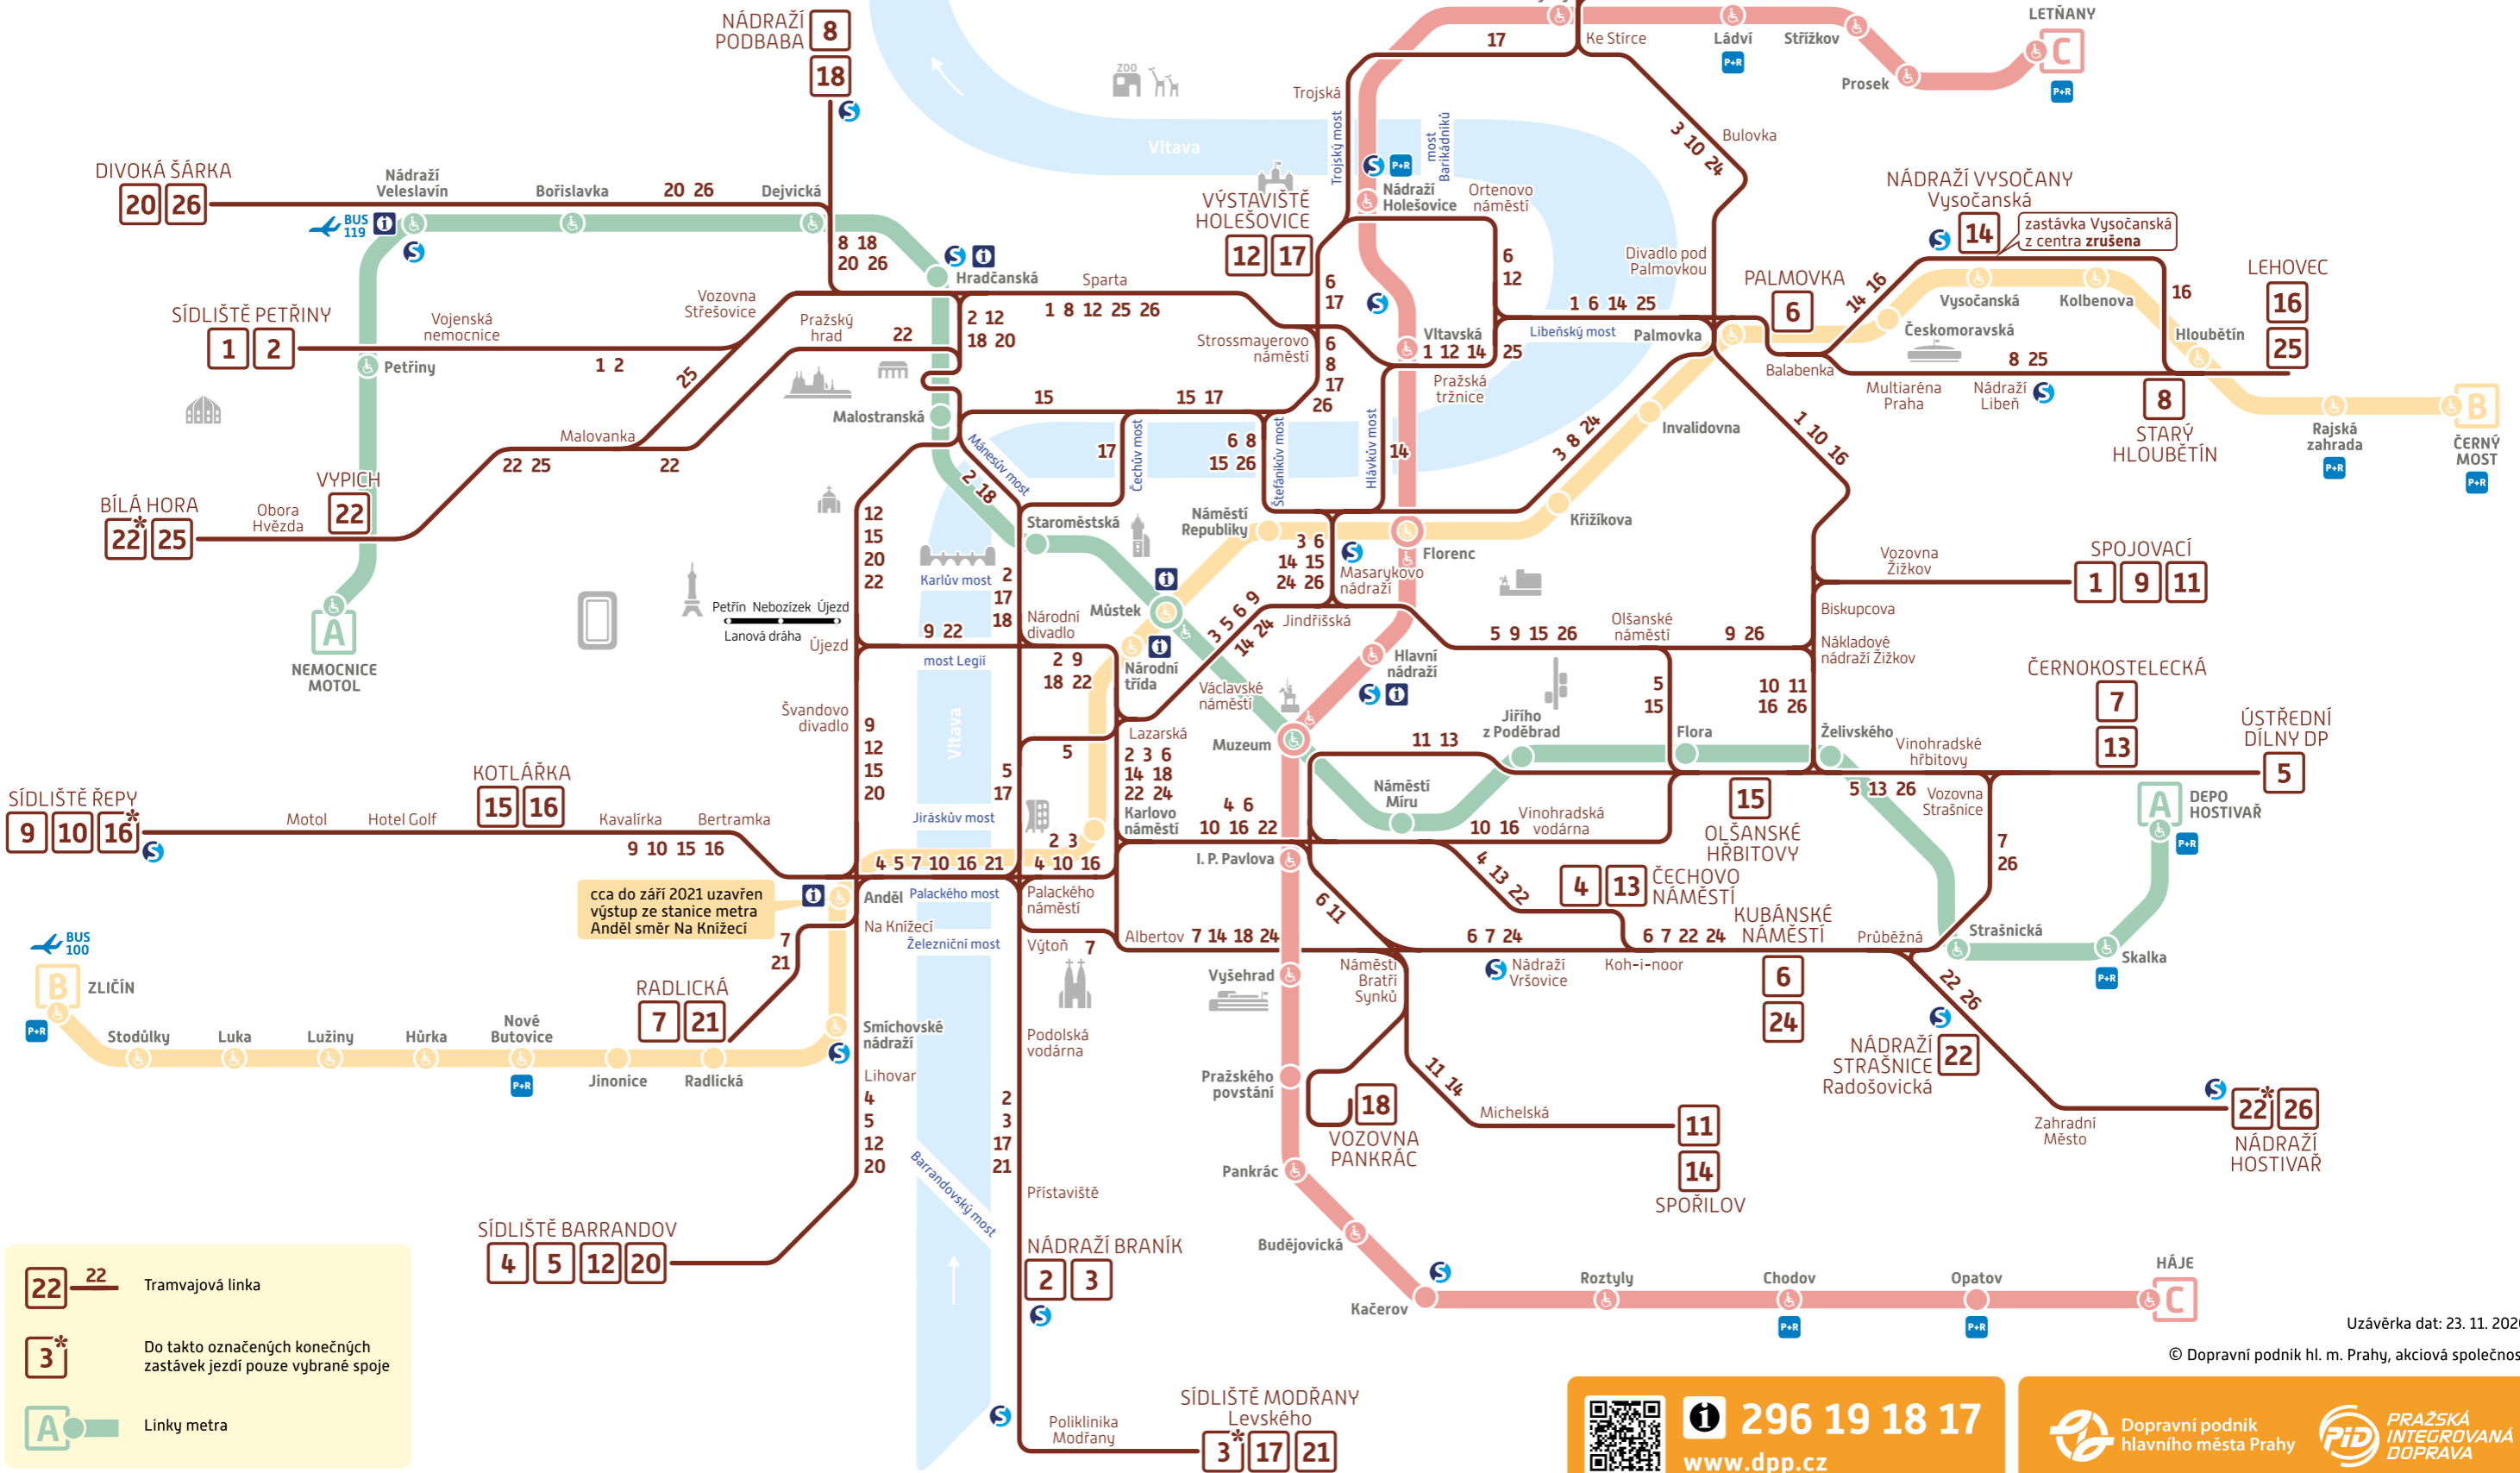 NÁDRAŽÍ
PODBABA
8
18
17
Ke Stírce
Ládví
P+R
Střížkov
LETŇANY
C
P+R
Prosek
ZOO
Trojská
Trojský most
most
Barikádníků
Vltava
3 10 24
Bulovka
DIVOKÁ ŠÁRKA
20 26
Nádraží
Veleslavín
BUS
119
Bořislavka
20 26
Dejvická
8 18
20 26
Hradčanská
P+R
Nádraží
Holešovice
Ortenovo
náměstí
VÝSTAVIŠTĚ
HOLEŠOVICE
12 17
6
12
6
17
Divadlo pod
Palmovkou
NÁDRAŽÍ VYSOČANY
Vysočanská
14
zastávka Vysočanská
z centra zrušena
PALMOVKA
6
14 16
Vysočanská
Kolbenova
16
LEHOVEC
16
25
SÍDLIŠTĚ PETŘINY
1 2
Vojenská
nemocnice
Vozovna
Střešovice
Pražský
hrad
22
2 12
18 20
Sparta
1 8 12 25 26
Strossmayerovo
náměstí
6
8
17
26
Vltavská
1 12 14
25
Pražská
tržnice
1 6 14 25
Libeňský most
Palmovka
Českomoravská
Hloubětín
Balabenka
8 25
Multiaréna
Praha
Nádraží
Libeň
8
STARÝ
HLOUBĚTÍN
Rajská
zahrada
P+R
B
ČERNÝ
MOST
P+R
Petřiny
1 2
25
Malostranská
15
15 17
Malovanka
22 25
22
Mánesův most
2 18
17
Čechův most
6 8
15 26
Štefánikův most
Hlávkův most
14
3 8 24
Invalidovna
1 10 16
VYPICH
22
BÍLÁ HORA
22* 25
Obora
Hvězda
12
15
20
22
Staroměstská
Náměstí
Republiky
3 6
14 15
24 26
Masarykovo
nádraží
Florenc
Křižíkova
Vozovna
Žižkov
SPOJOVACÍ
1 9 11
Karlův most
2
17
18
Můstek
3 5 6 9
14 24
Jindřišská
Biskupcova
A
NEMOCNICE
MOTOL
Petřín Nebozízek Újezd
Lanová dráha
Újezd
9 22
most Legií
Národní
divadlo
2 9
18 22
Národní
třída
5 9 15 26
Olšanské
náměstí
9 26
Nákladové
nádraží Žižkov
Hlavní
nádraží
Václavské
náměstí
5
15
10 11
16 26
ČERNOKOSTELECKÁ
7
13
ÚSTŘEDNÍ
DÍLNY DP
5
Švandovo
divadlo
9
12
15
20
Vltava
5
5
17
Lazarská
2 3 6
14 18
22 24
Karlovo
náměstí
Muzeum
11 13
Jiřího
z Poděbrad
Flora
Želivského
Vinohradské
hřbitovy
5 13 26
Vozovna
Strašnice
SÍDLIŠTĚ ŘEPY
9 10 16*
Motol
Hotel Golf
KOTLÁŘKA
15 16
Kavalírka
Bertramka
9 10 15 16
Jiráskův most
2 3
4 10 16
4 5 7 10 16 21
4 6
10 16 22
Náměstí
Míru
10 16
Vinohradská
vodárna
15
OLŠANSKÉ
HŘBITOVY
7
26
A
DEPO
HOSTIVAŘ
P+R
cca do září 2021 uzavřen
výstup ze stanice metra
Anděl směr Na Knížecí
Anděl
Palackého most
Palackého
náměstí
I. P. Pavlova
4 13 22
4 13
ČECHOVO
NÁMĚSTÍ
6 11
Na Knížecí
Železniční most
Výtoň
7
Albertov
7 14 18 24
6 7 24
6 7 22 24
KUBÁNSKÉ
NÁMĚSTÍ
6
24
Průběžná
Strašnická
Skalka
P+R
BUS
100
B
ZLIČÍN
P+R
7
21
RADLICKÁ
7 21
Vyšehrad
Náměstí
Bratří
Synků
Nádraží
Vršovice
Koh-i-noor
22 26
NÁDRAŽÍ
STRAŠNICE
Radošovická
22
Stodůlky
Luka
Lužiny
Hůrka
Nové
Butovice
P+R
Jinonice
Radlická
Smíchovské
nádraží
Lihovar
4
5
12
20
Podolská
vodárna
2
3
17
21
Pražského
povstání
18
VOZOVNA
PANKRÁC
11 14
Michelská
11
14
SPOŘILOV
Zahradní
Město
22* 26
NÁDRAŽÍ
HOSTIVAŘ
Barrandovský most
Přístaviště
Pankrác
SÍDLIŠTĚ BARRANDOV
4 5 12 20
NÁDRAŽÍ BRANÍK
2 3
Budějovická
Kačerov
Roztyly
Chodov
P+R
Opatov
P+R
HÁJE
C
22 22 Tramvajová linka
3* Do takto označených konečných
zastávek jezdí pouze vybrané spoje
A Linky metra
Poliklinika
Modřany
SÍDLIŠTĚ MODŘANY
Levského
3* 17 21
Uzávěrka dat: 23. 11. 2020
© Dopravní podnik hl. m. Prahy, akciová společnos
296 19 18 17
www.dpp.cz
Dopravní podnik
hlavního města Prahy
PID
PRAŽSKÁ
INTEGROVANÁ
DOPRAVA